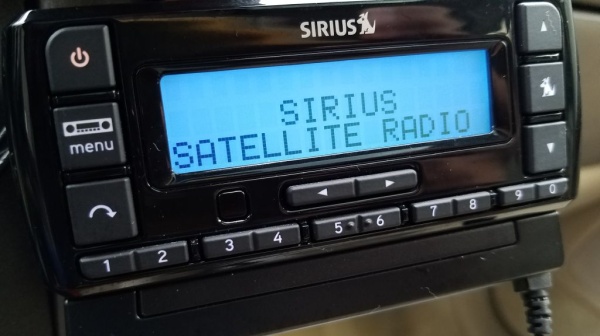 SIRIUS
SIRIUS
SATELLITE RADIO
menu
1 2 3 4 5 6 7 8 9 0